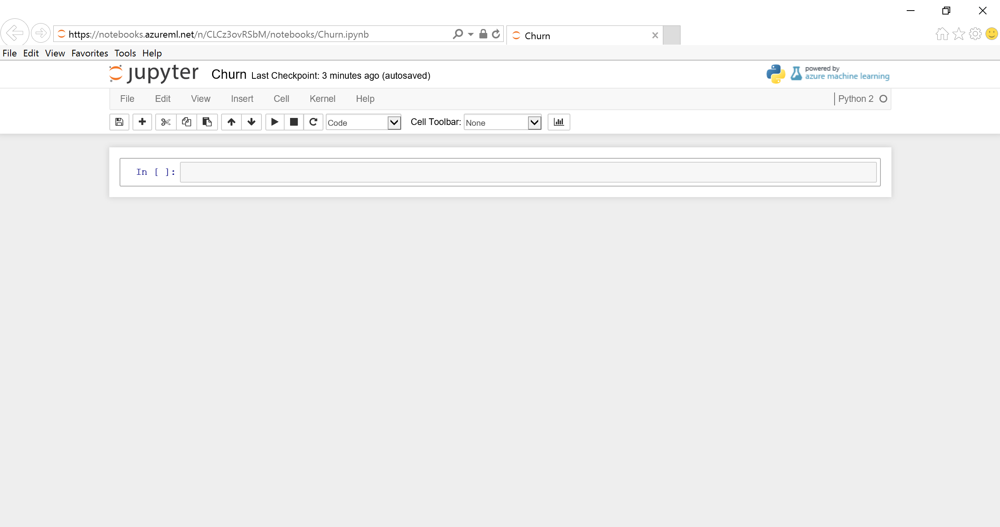 https://notebooks.azureml.net/n/CLCz3ovRSbM/notebooks/Churn.ipynb
Churn
File Edit View Favorites Tools Help
jupyter Churn Last Checkpoint: 3 minutes ago (autosaved)
powered by
azure machine learning
File Edit View Insert Cell Kernel Help
Python 2
Code
Cell Toolbar: None
In [ ]: